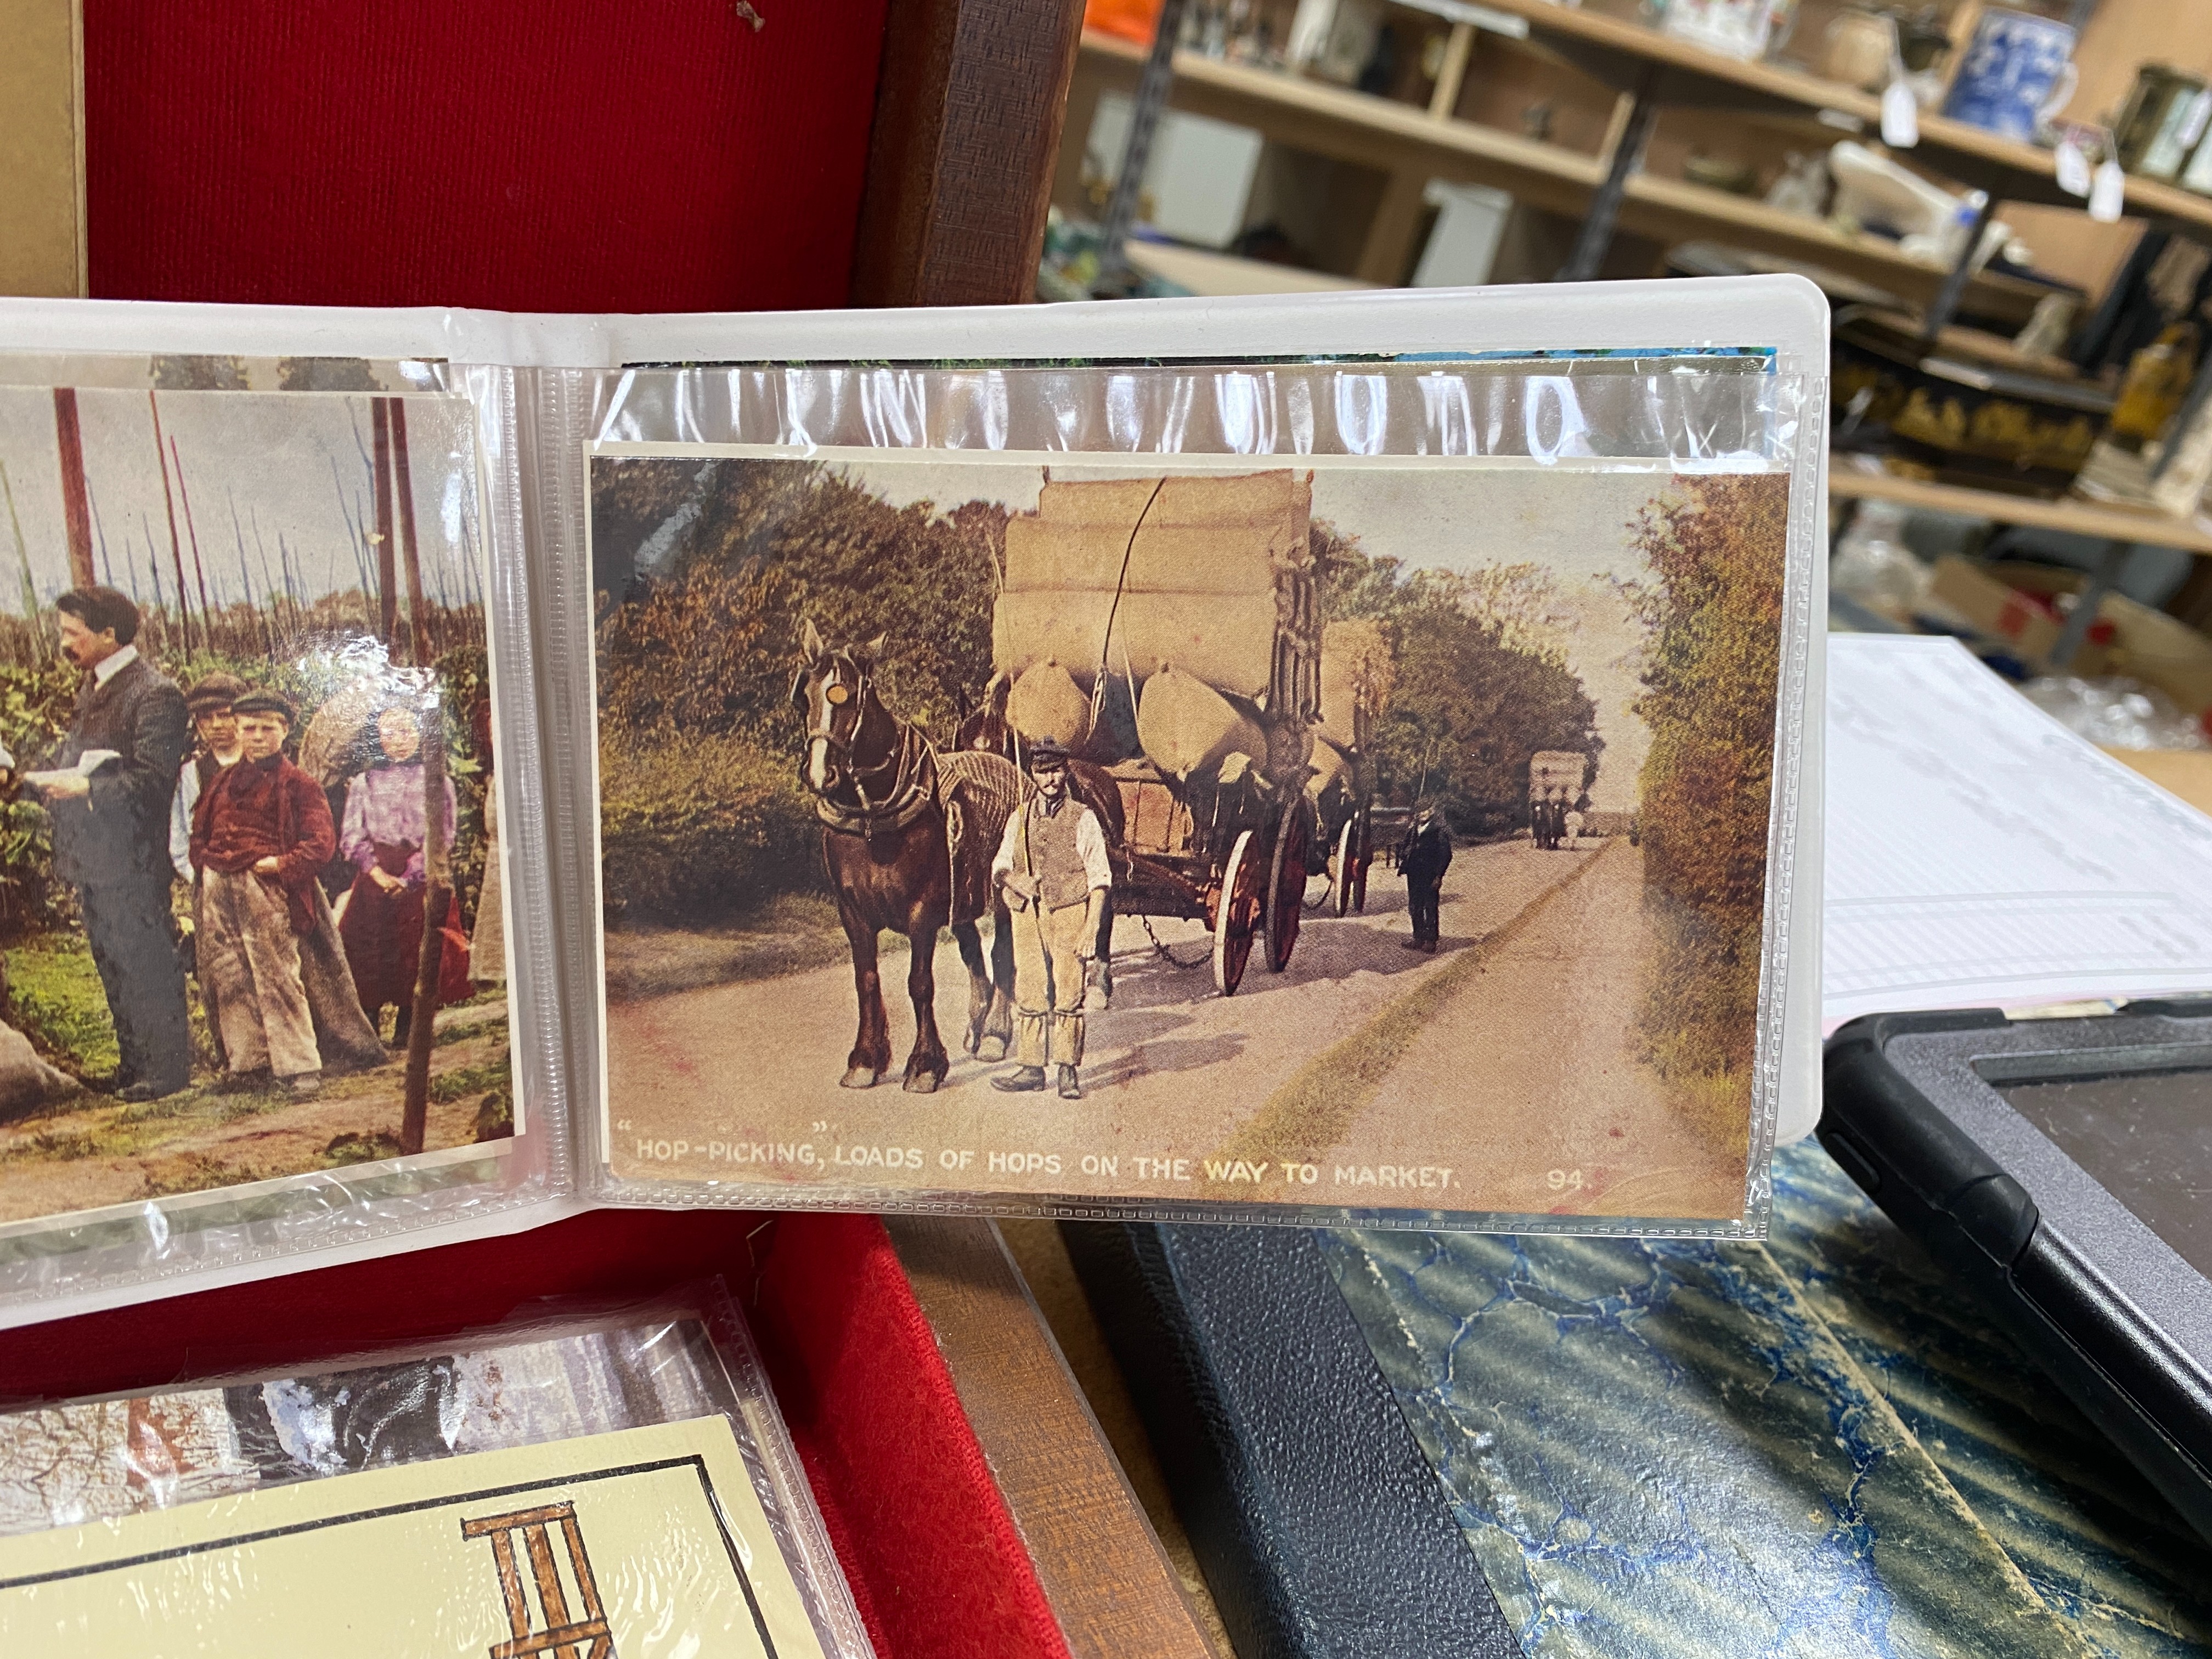 "HOP-PICKING," LOADS OF HOPS ON THE WAY TO MARKET. 94.